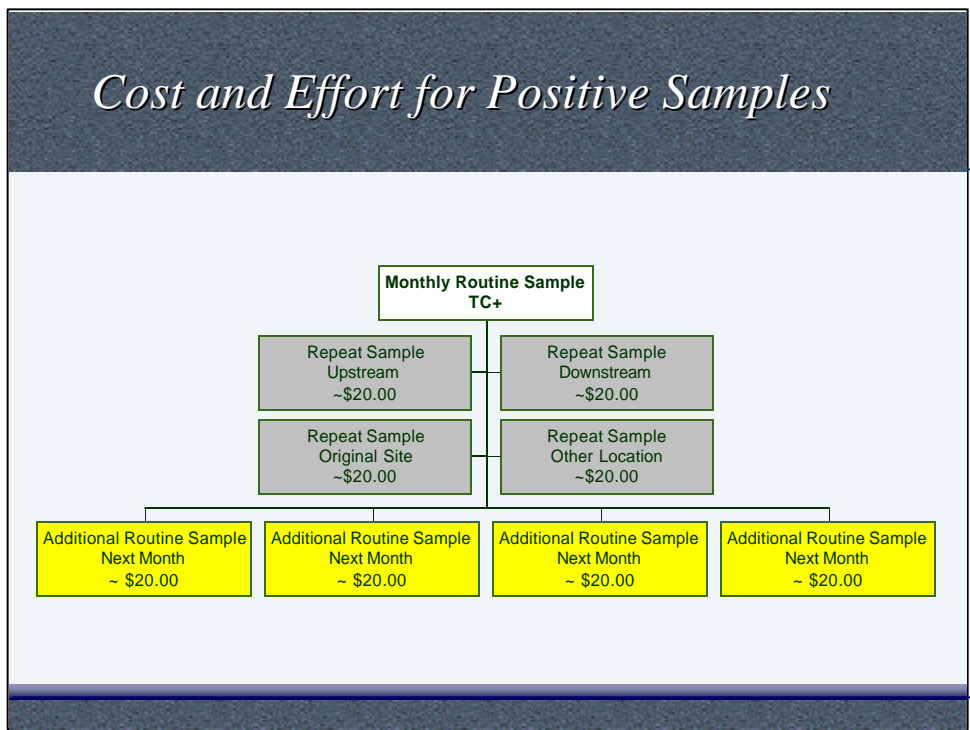 Cost and Effort for Positive Samples
Monthly Routine Sample
TC+
Repeat Sample
Upstream
~$20.00
Repeat Sample
Downstream
~$20.00
Repeat Sample
Original Site
~$20.00
Repeat Sample
Other Location
~$20.00
Additional Routine Sample
Next Month
~ $20.00
Additional Routine Sample
Next Month
~ $20.00
Additional Routine Sample
Next Month
~ $20.00
Additional Routine Sample
Next Month
~ $20.00